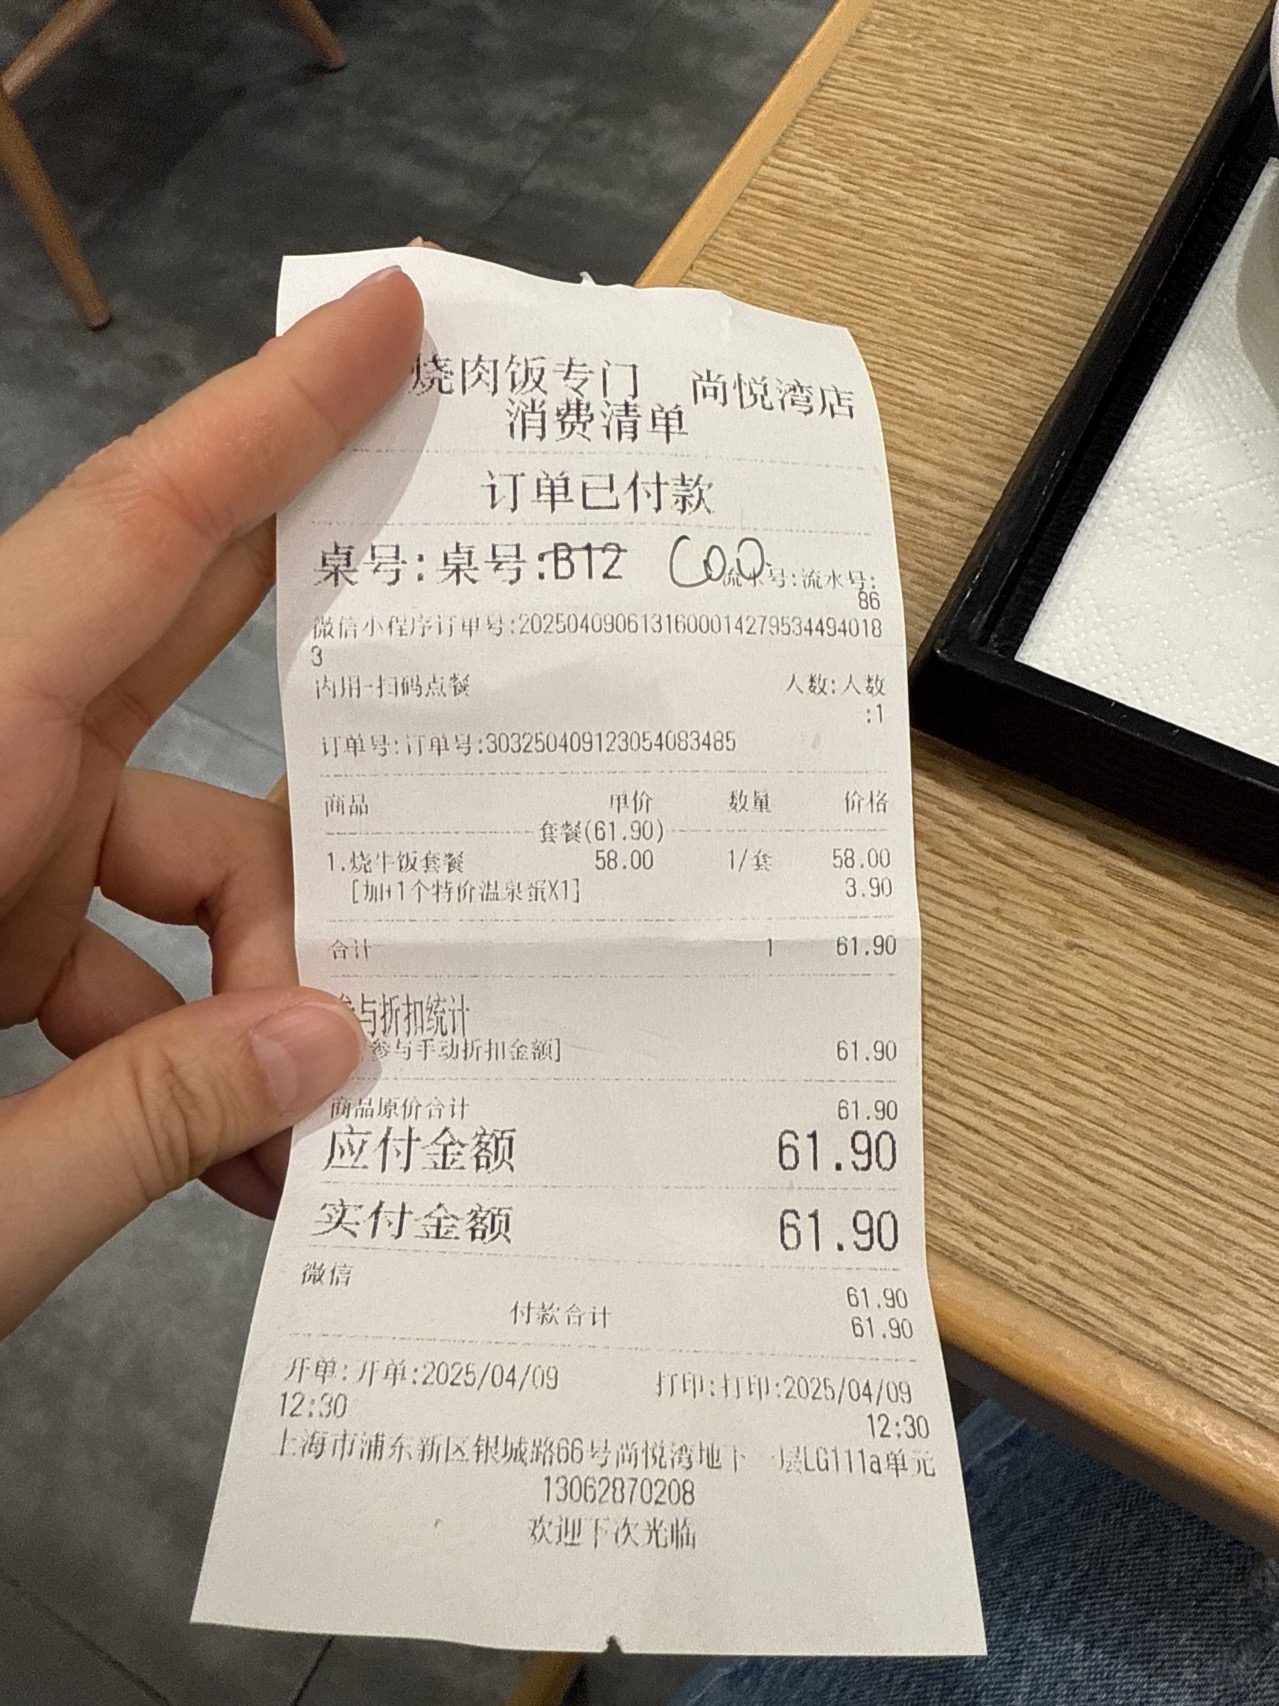 烧肉饭专门 尚悦湾店
消费清单
订单已付款
桌号:桌号:B12 流水号:流水号:
86
微信小程序订单号:2025040906131600014279534494018
3
内用-扫码点餐 人数:人数
:1
订单号:订单号:303250409123054083485
商品 单价 数量 价格
套餐(61.90)
1.烧牛饭套餐 58.00 1/套 58.00
[加+1个特价温泉蛋X1] 3.90
合计 1 61.90
参与折扣统计
参与手动折扣金额] 61.90
商品原价合计 61.90
应付金额 61.90
实付金额 61.90
微信 61.90
付款合计 61.90
开单:开单:2025/04/09 打印:打印:2025/04/09
12:30 12:30
上海市浦东新区银城路66号尚悦湾地下一层LG111a单元
13062870208
欢迎下次光临